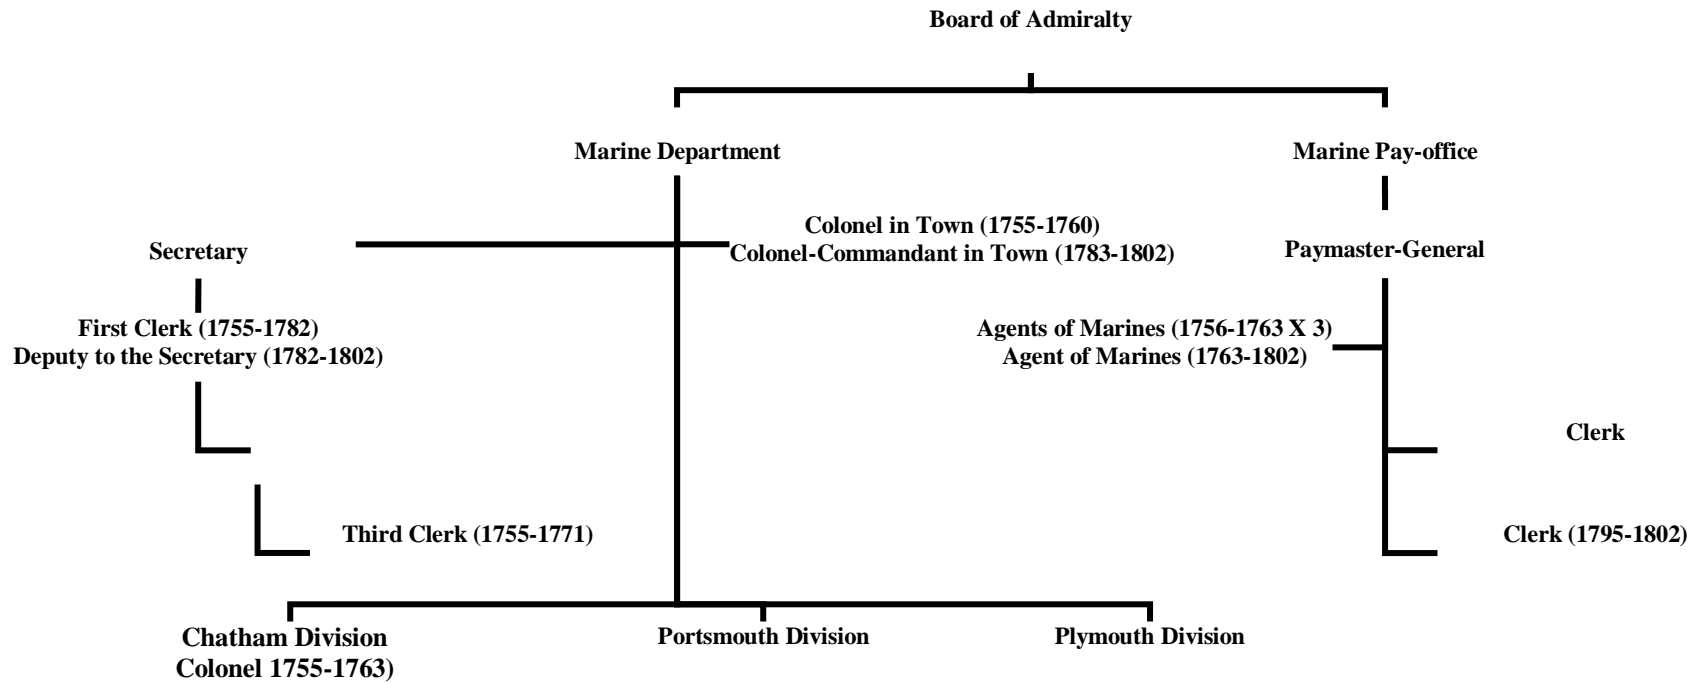 Board of Admiralty
Marine Department
Marine Pay-office
Colonel in Town (1755-1760)
Colonel-Commandant in Town (1783-1802)
Secretary
Paymaster-General
First Clerk (1755-1782)
Deputy to the Secretary (1782-1802)
Agents of Marines (1756-1763 X 3)
Agent of Marines (1763-1802)
Clerk
Third Clerk (1755-1771)
Clerk (1795-1802)
Chatham Division
Colonel 1755-1763)
Portsmouth Division
Plymouth Division